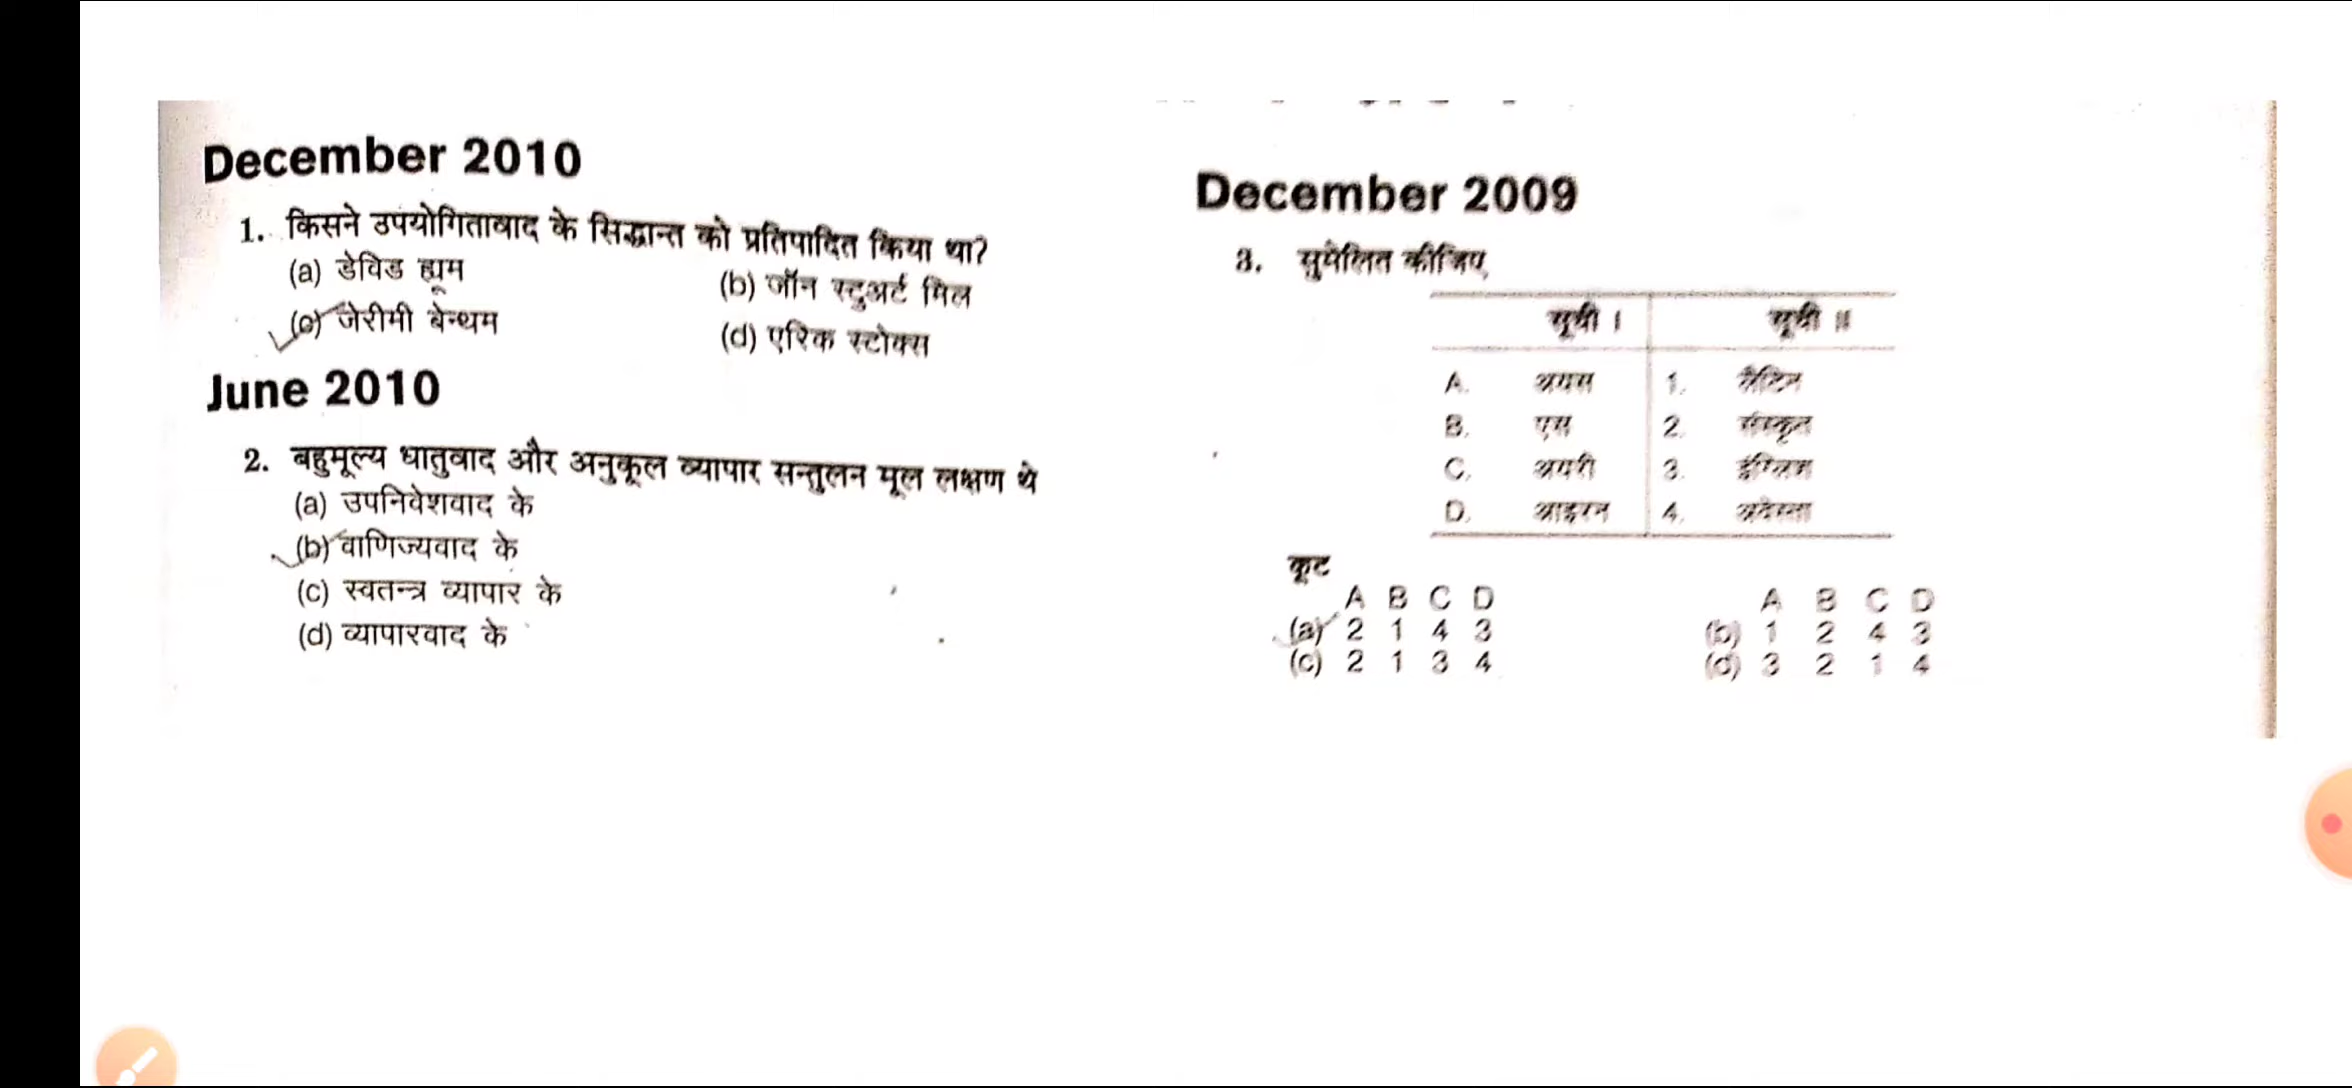 December 2010
1. किसने उपयोगितावाद के सिद्धान्त को प्रतिपादित किया था?
(a) डेविड ह्यूम
(b) जॉन स्टुअर्ट मिल
(c) जेरीमी बेन्थम
(d) एरिक स्टोक्स
June 2010
2. बहुमूल्य धातुवाद और अनुकूल व्यापार सन्तुलन मूल लक्षण थे
(a) उपनिवेशवाद के
(b) वाणिज्यवाद के
(c) स्वतन्त्र व्यापार के
(d) व्यापारवाद के
December 2009
3. सुमेलित कीजिए
सूची I सूची II
A. अयस 1. लैटिन
B. एस 2. संस्कृत
C. अयरी 3. इंग्लिश
D. आइरन 4. अवेस्ता
कूट
A B C D A B C D
(a) 2 1 4 3 (b) 1 2 4 3
(c) 2 1 3 4 (d) 3 2 1 4